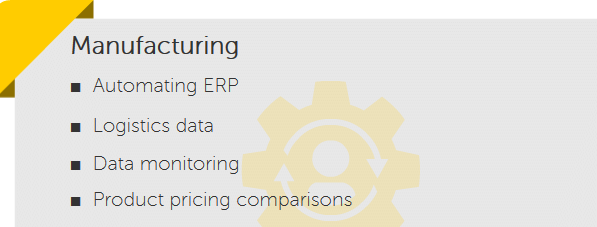 Manufacturing
■ Automating ERP
■ Logistics data
■ Data monitoring
■ Product pricing comparisons